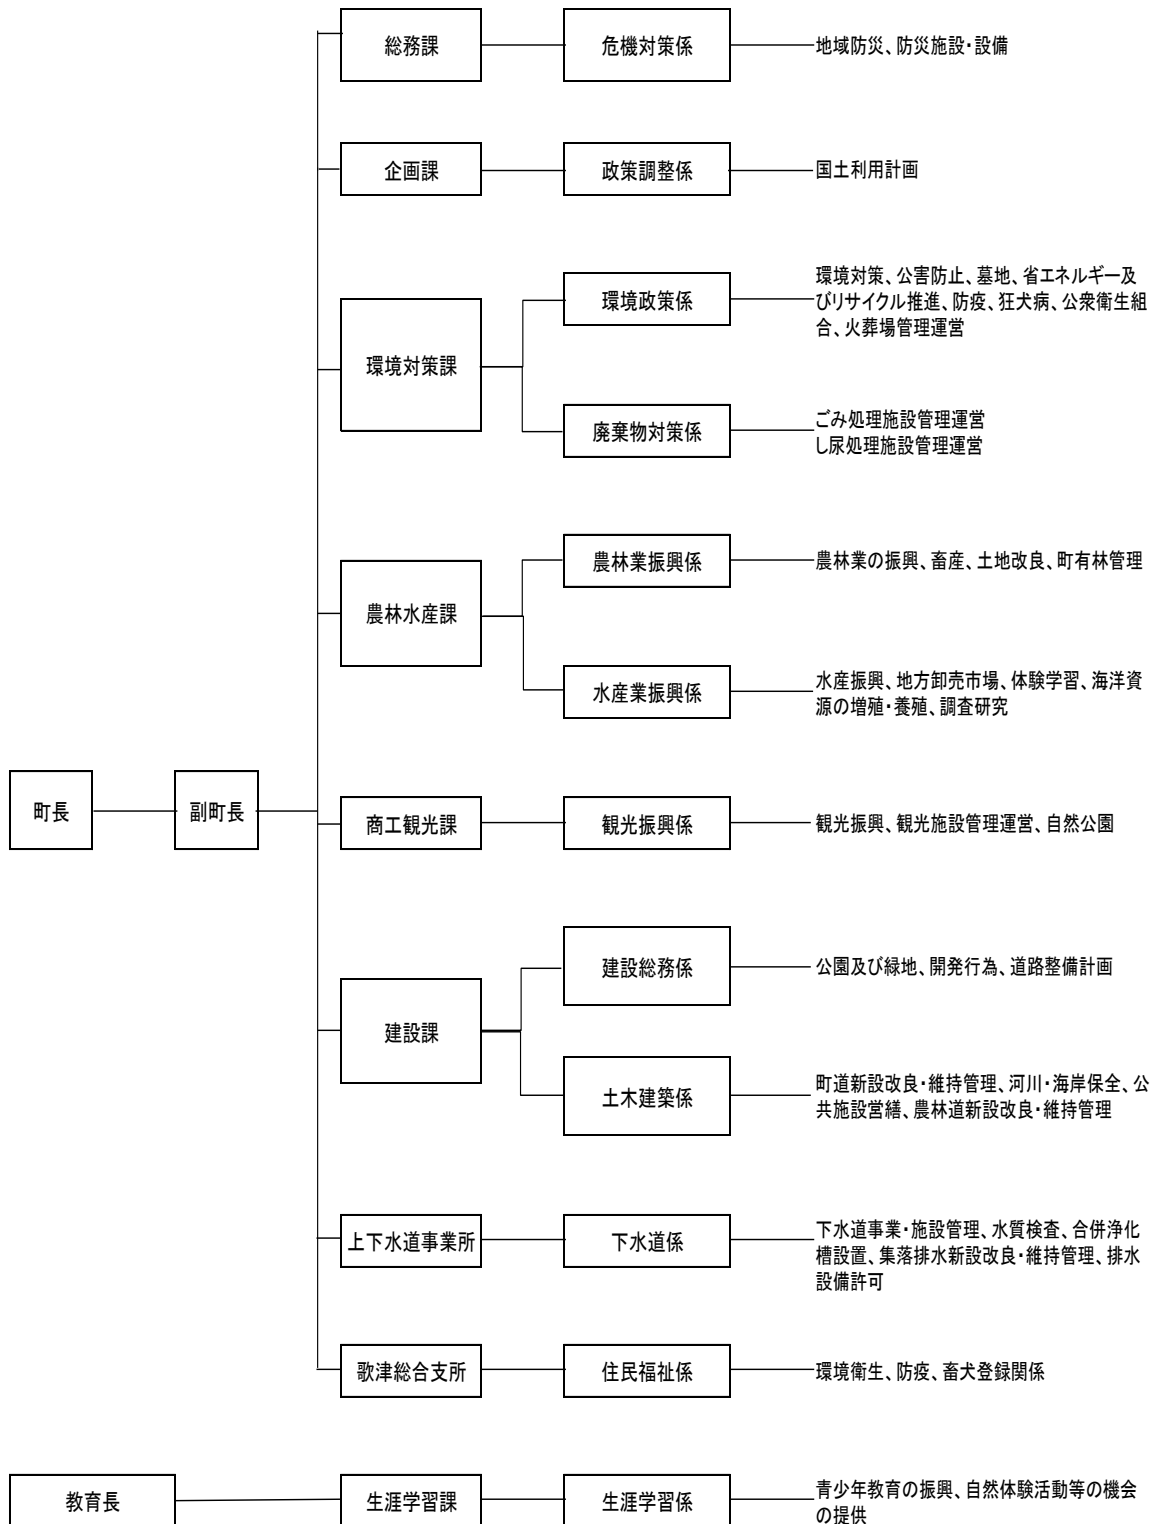 総務課
危機対策係
地域防災、防災施設・設備
企画課
政策調整係
国土利用計画
環境対策課
環境政策係
環境対策、公害防止、墓地、省エネルギー及
びリサイクル推進、防疫、狂犬病、公衆衛生組
合、火葬場管理運営
廃棄物対策係
ごみ処理施設管理運営
し尿処理施設管理運営
農林水産課
農林業振興係
農林業の振興、畜産、土地改良、町有林管理
水産業振興係
水産振興、地方卸売市場、体験学習、海洋資
源の増殖・養殖、調査研究
町長
副町長
商工観光課
観光振興係
観光振興、観光施設管理運営、自然公園
建設課
建設総務係
公園及び緑地、開発行為、道路整備計画
土木建築係
町道新設改良・維持管理、河川・海岸保全、公
共施設営繕、農林道新設改良・維持管理
上下水道事業所
下水道係
下水道事業・施設管理、水質検査、合併浄化
槽設置、集落排水新設改良・維持管理、排水
設備許可
歌津総合支所
住民福祉係
環境衛生、防疫、畜犬登録関係
教育長
生涯学習課
生涯学習係
青少年教育の振興、自然体験活動等の機会
の提供